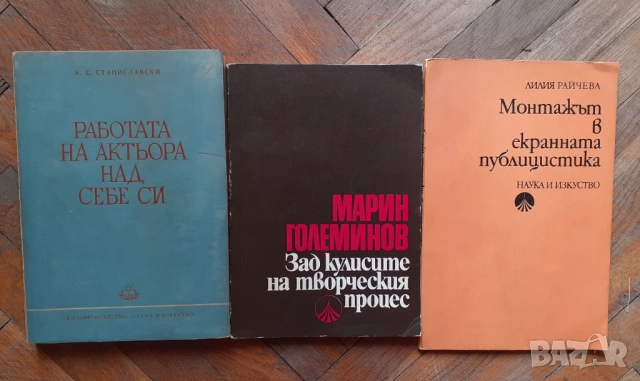 К. С. СТАНИСЛАВСКИ
РАБОТАТА
НА АКТЬОРА
НАД
СЕБЕ СИ
МАРИН
ГОЛЕМИНОВ
Зад кулисите
на творческия
процес
ЛИЛИЯ РАЙЧЕВА
Монтажът
в
екранната
публицистика
НАУКА И ИЗКУСТВО
BAZAR